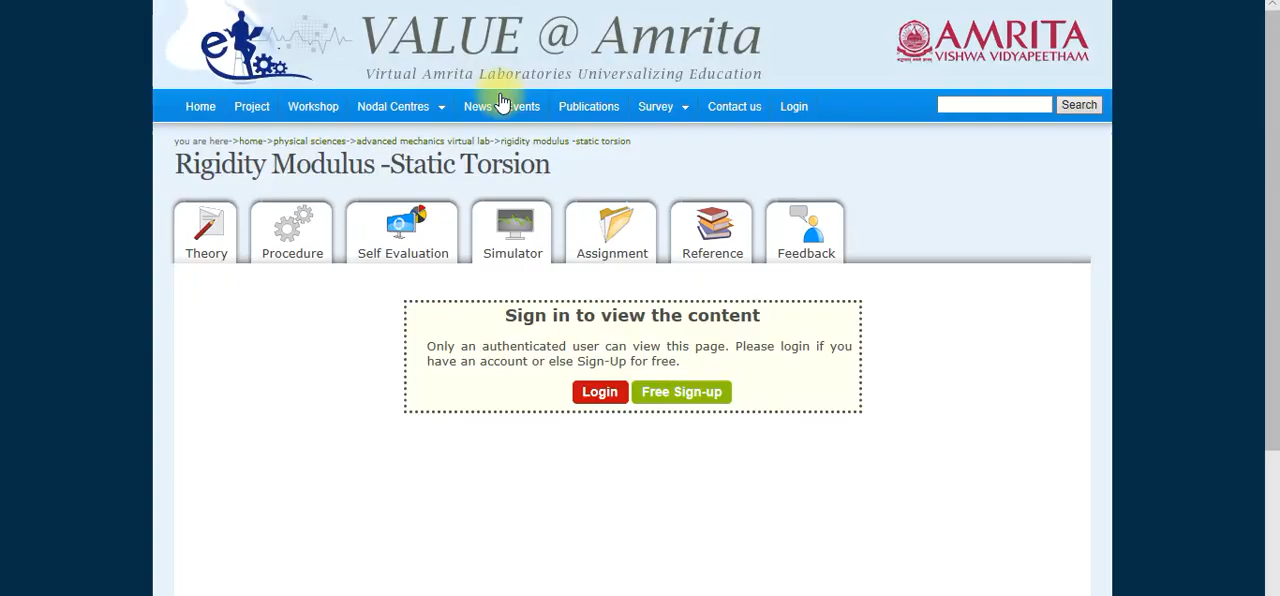 VALUE @ Amrita
Virtual Amrita Laboratories Universalizing Education
AMRITA
VISHWA VIDYAPEETHAM
Home Project Workshop Nodal Centres News Events Publications Survey Contact us Login Search
you are here->home->physical sciences->advanced mechanics virtual lab->rigidity modulus -static torsion
Rigidity Modulus -Static Torsion
Theory Procedure Self Evaluation Simulator Assignment Reference Feedback
Sign in to view the content
Only an authenticated user can view this page. Please login if you
have an account or else Sign-Up for free.
Login Free Sign-up